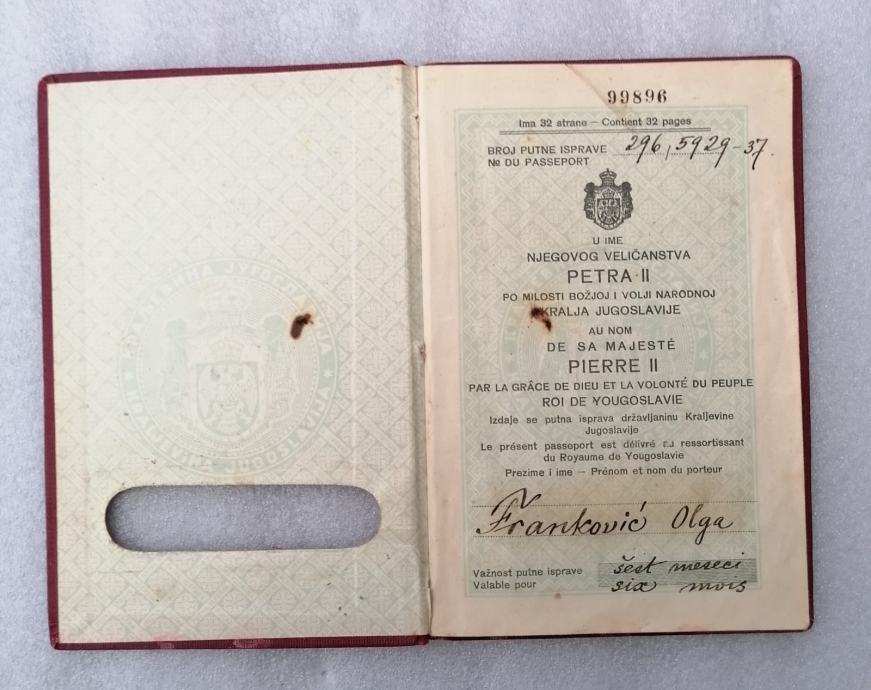 99896
Ima 32 strane — Contient 32 pages
BROJ PUTNE ISPRAVE 296,5929-37.
№ DU PASSEPORT
U IME
NJEGOVOG VELIČANSTVA
PETRA II
PO MILOSTI BOŽJOJ I VOLJI NARODNOJ
KRALJA JUGOSLAVIJE
AU NOM
DE SA MAJESTÉ
PIERRE II
PAR LA GRÂCE DE DIEU ET LA VOLONTÉ DU PEUPLE
ROI DE YOUGOSLAVIE
Izdaje se putna isprava državljaninu Kraljevine
Jugoslavije
Le présent passeport est délivré au ressortissant
du Royaume de Yougoslavie
Prezime i ime — Prénom et nom du porteur
Franković Olga
Važnost putne isprave šest meseci
Valable pour six mois